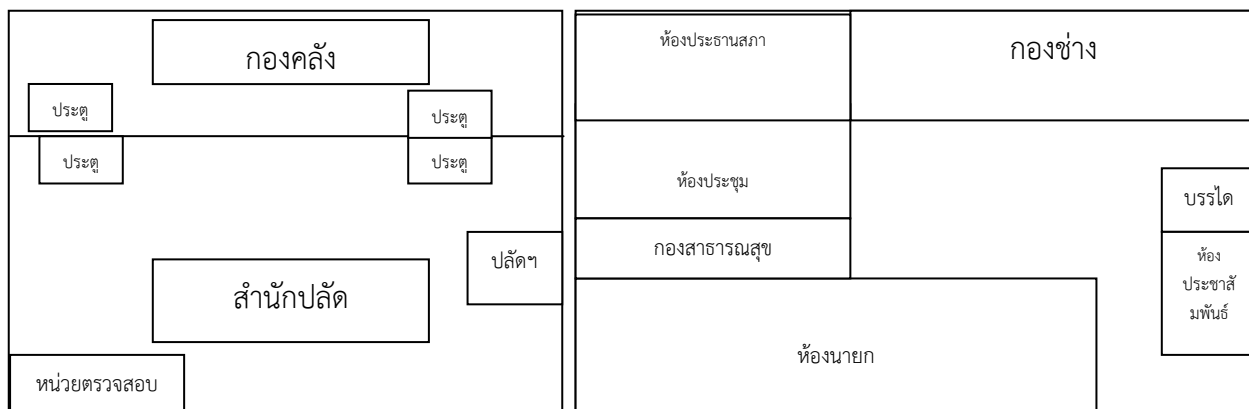 กองคลัง
ประตู
ประตู
ประตู
ประตู
ปลัดฯ
สำนักปลัด
หน่วยตรวจสอบ
ห้องประธานสภา
กองช่าง
ห้องประชุม
บรรได
กองสาธารณสุข
ห้อง
ประชาสั
มพันธ์
ห้องนายก